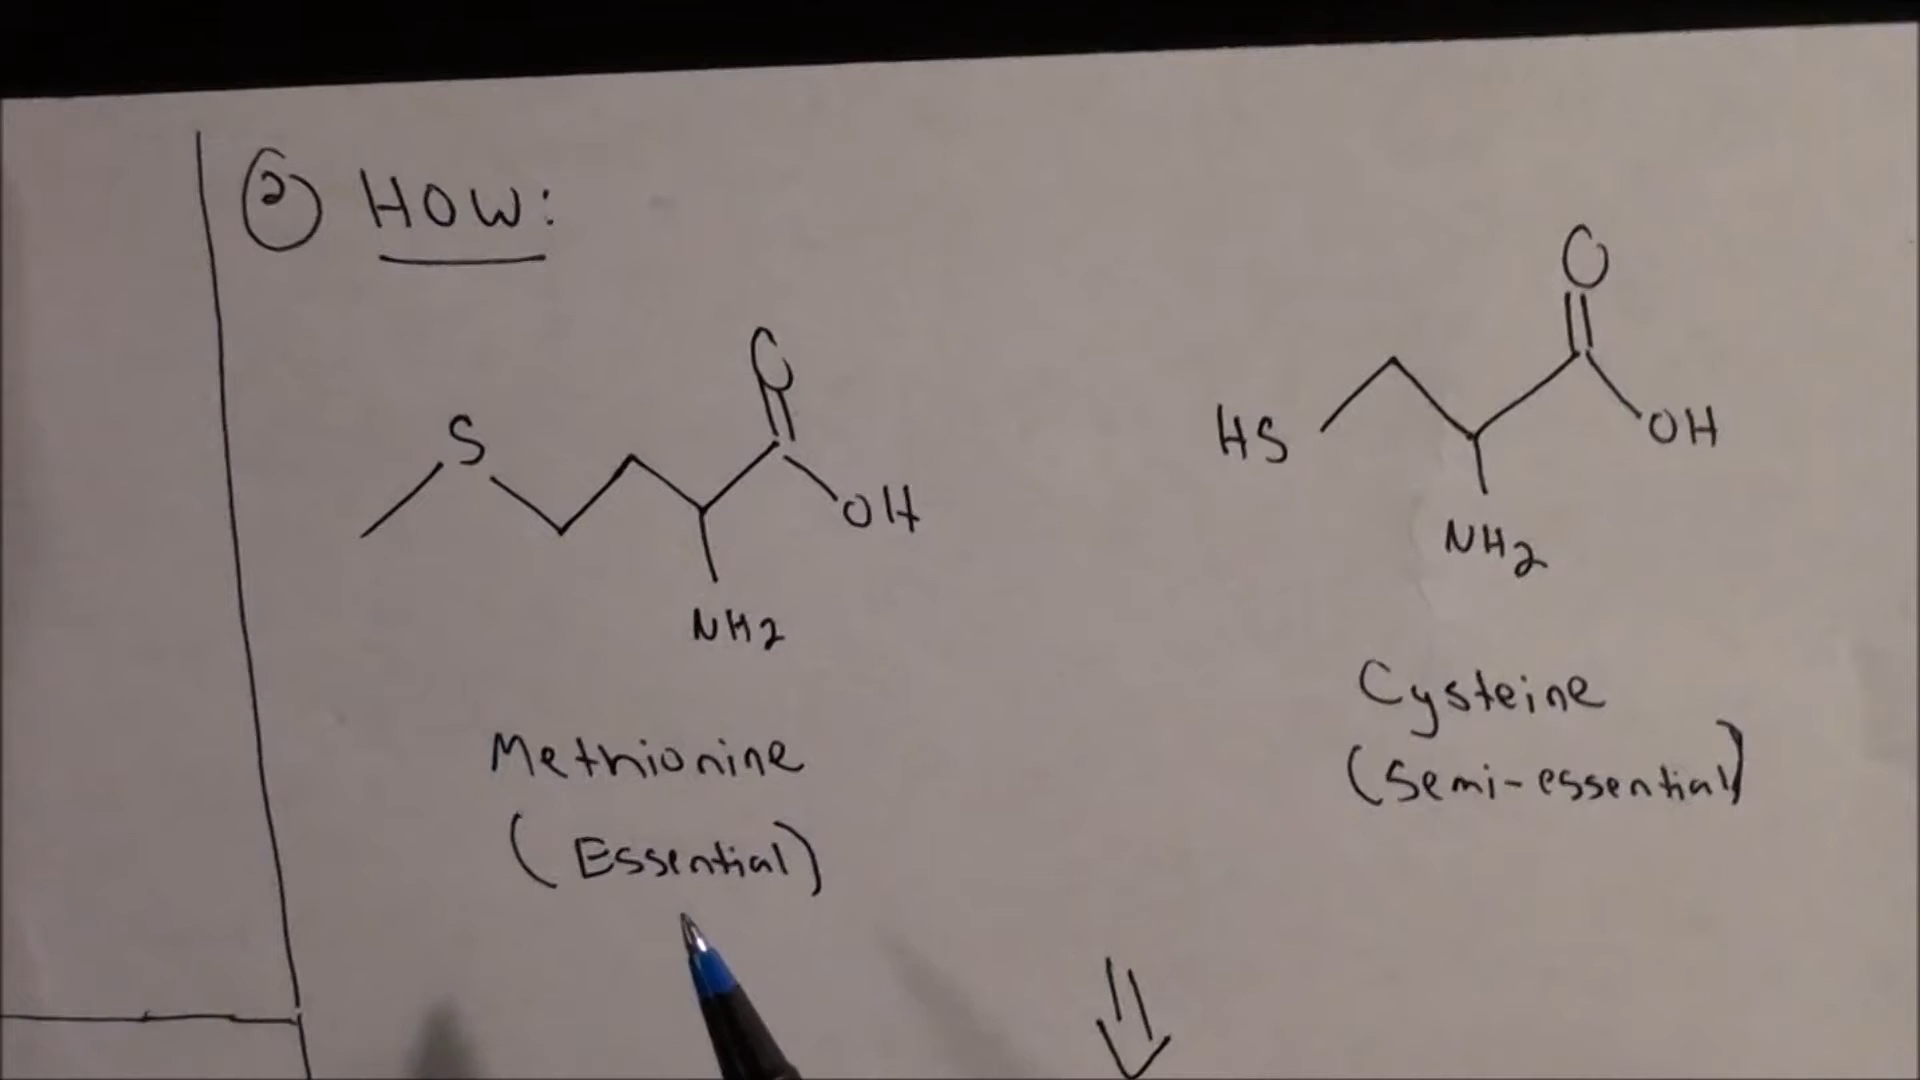 ② HOW:
O
S
OH
NH2
Methionine
(Essential)
O
HS
OH
NH2
Cysteine
(Semi-essential)